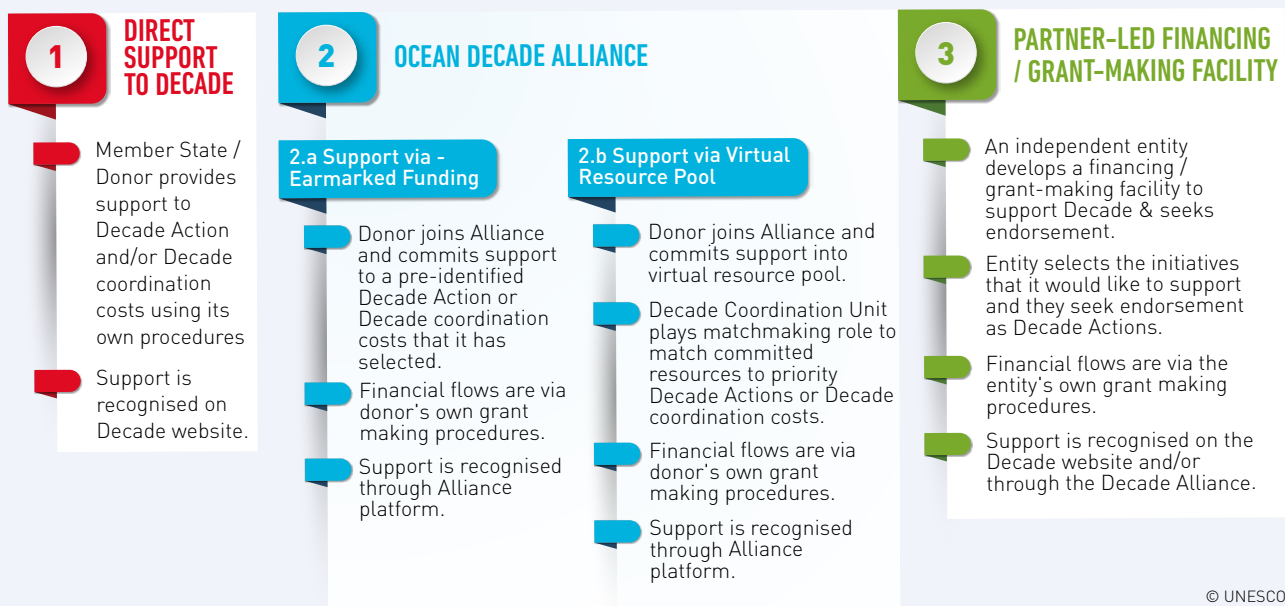 1
DIRECT
SUPPORT
TO DECADE
Member State /
Donor provides
support to
Decade Action
and/or Decade
coordination
costs using its
own procedures
Support is
recognised on
Decade website.
2
OCEAN DECADE ALLIANCE
2.a Support via -
Earmarked Funding
Donor joins Alliance
and commits support
to a pre-identified
Decade Action or
Decade coordination
costs that it has
selected.
Financial flows are via
donor's own grant
making procedures.
Support is recognised
through Alliance
platform.
2.b Support via Virtual
Resource Pool
Donor joins Alliance and
commits support into
virtual resource pool.
Decade Coordination Unit
plays matchmaking role to
match committed
resources to priority
Decade Actions or Decade
coordination costs.
Financial flows are via
donor's own grant
making procedures.
Support is recognised
through Alliance
platform.
3
PARTNER-LED FINANCING
/ GRANT-MAKING FACILITY
An independent entity
develops a financing /
grant-making facility to
support Decade & seeks
endorsement.
Entity selects the initiatives
that it would like to support
and they seek endorsement
as Decade Actions.
Financial flows are via the
entity's own grant making
procedures.
Support is recognised on the
Decade website and/or
through the Decade Alliance.
© UNESCO